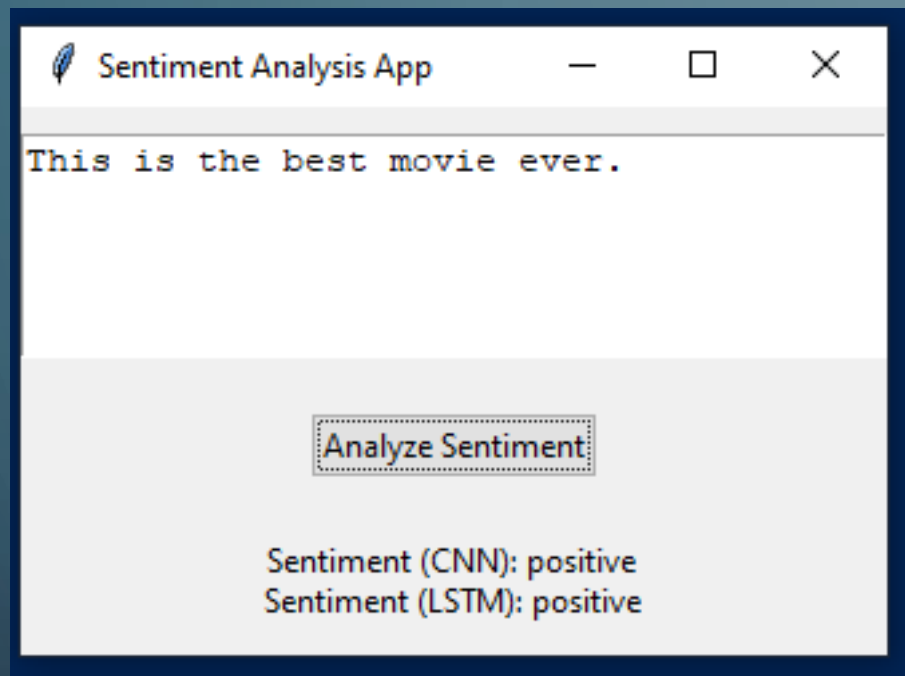 Sentiment Analysis App
This is the best movie ever.
Analyze Sentiment
Sentiment (CNN): positive
Sentiment (LSTM): positive